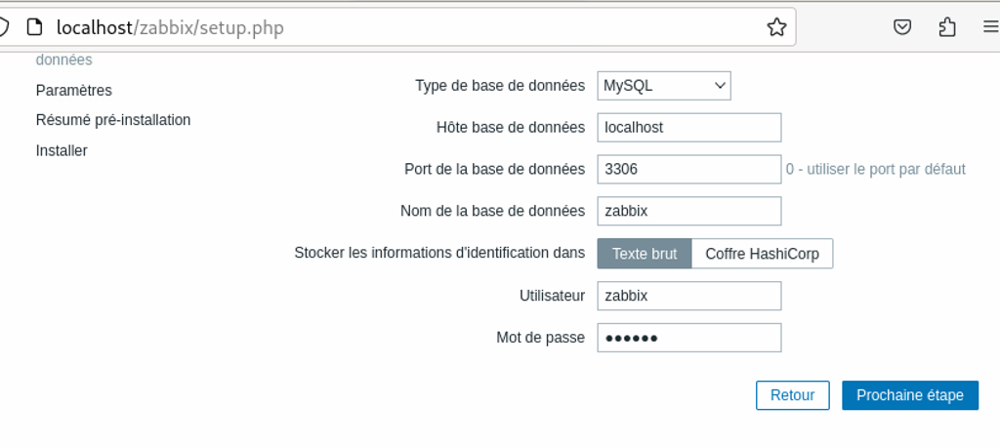 localhost/zabbix/setup.php
données
Paramètres
Résumé pré-installation
Installer
Type de base de données MySQL
Hôte base de données localhost
Port de la base de données 3306 0 - utiliser le port par défaut
Nom de la base de données zabbix
Stocker les informations d'identification dans Texte brut Coffre HashiCorp
Utilisateur zabbix
Mot de passe ●●●●●●
Retour Prochaine étape